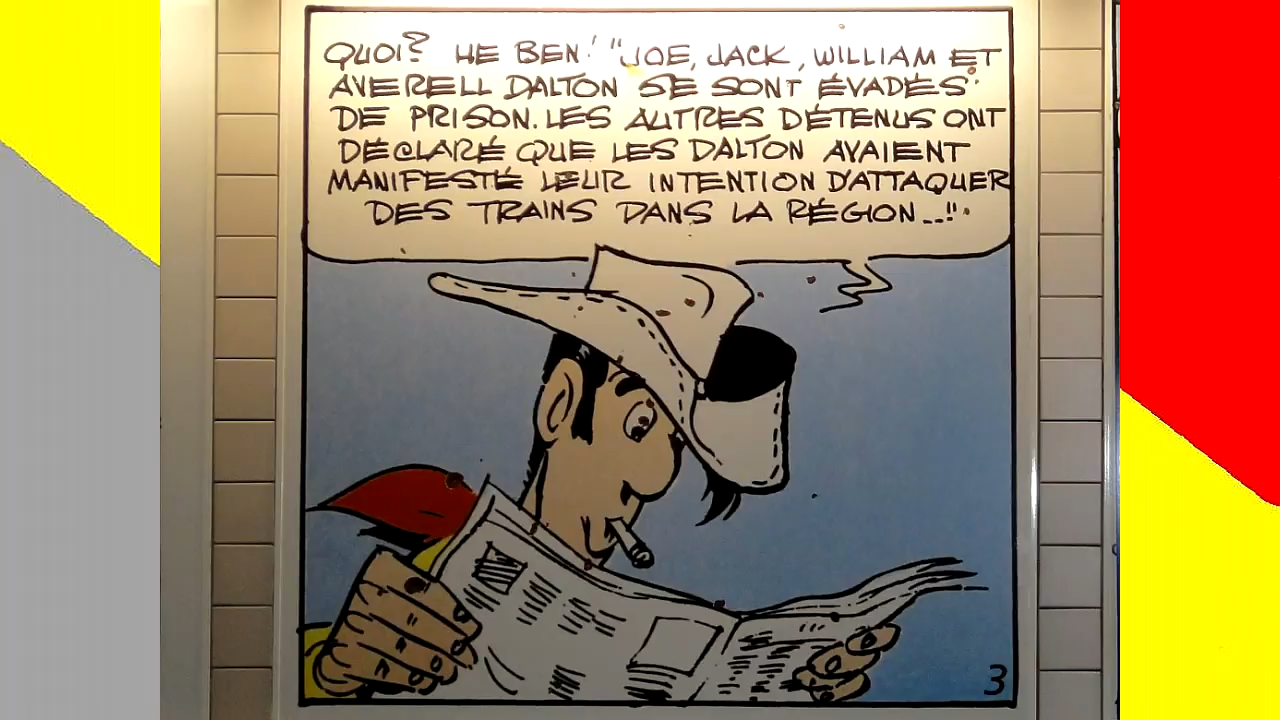 QUOI? HE BEN! "JOE, JACK, WILLIAM ET
AVERELL DALTON SE SONT ÉVADÉS
DE PRISON. LES AUTRES DÉTENUS ONT
DÉCLARÉ QUE LES DALTON AVAIENT
MANIFESTÉ LEUR INTENTION D'ATTAQUER
DES TRAINS DANS LA RÉGION..!"
3